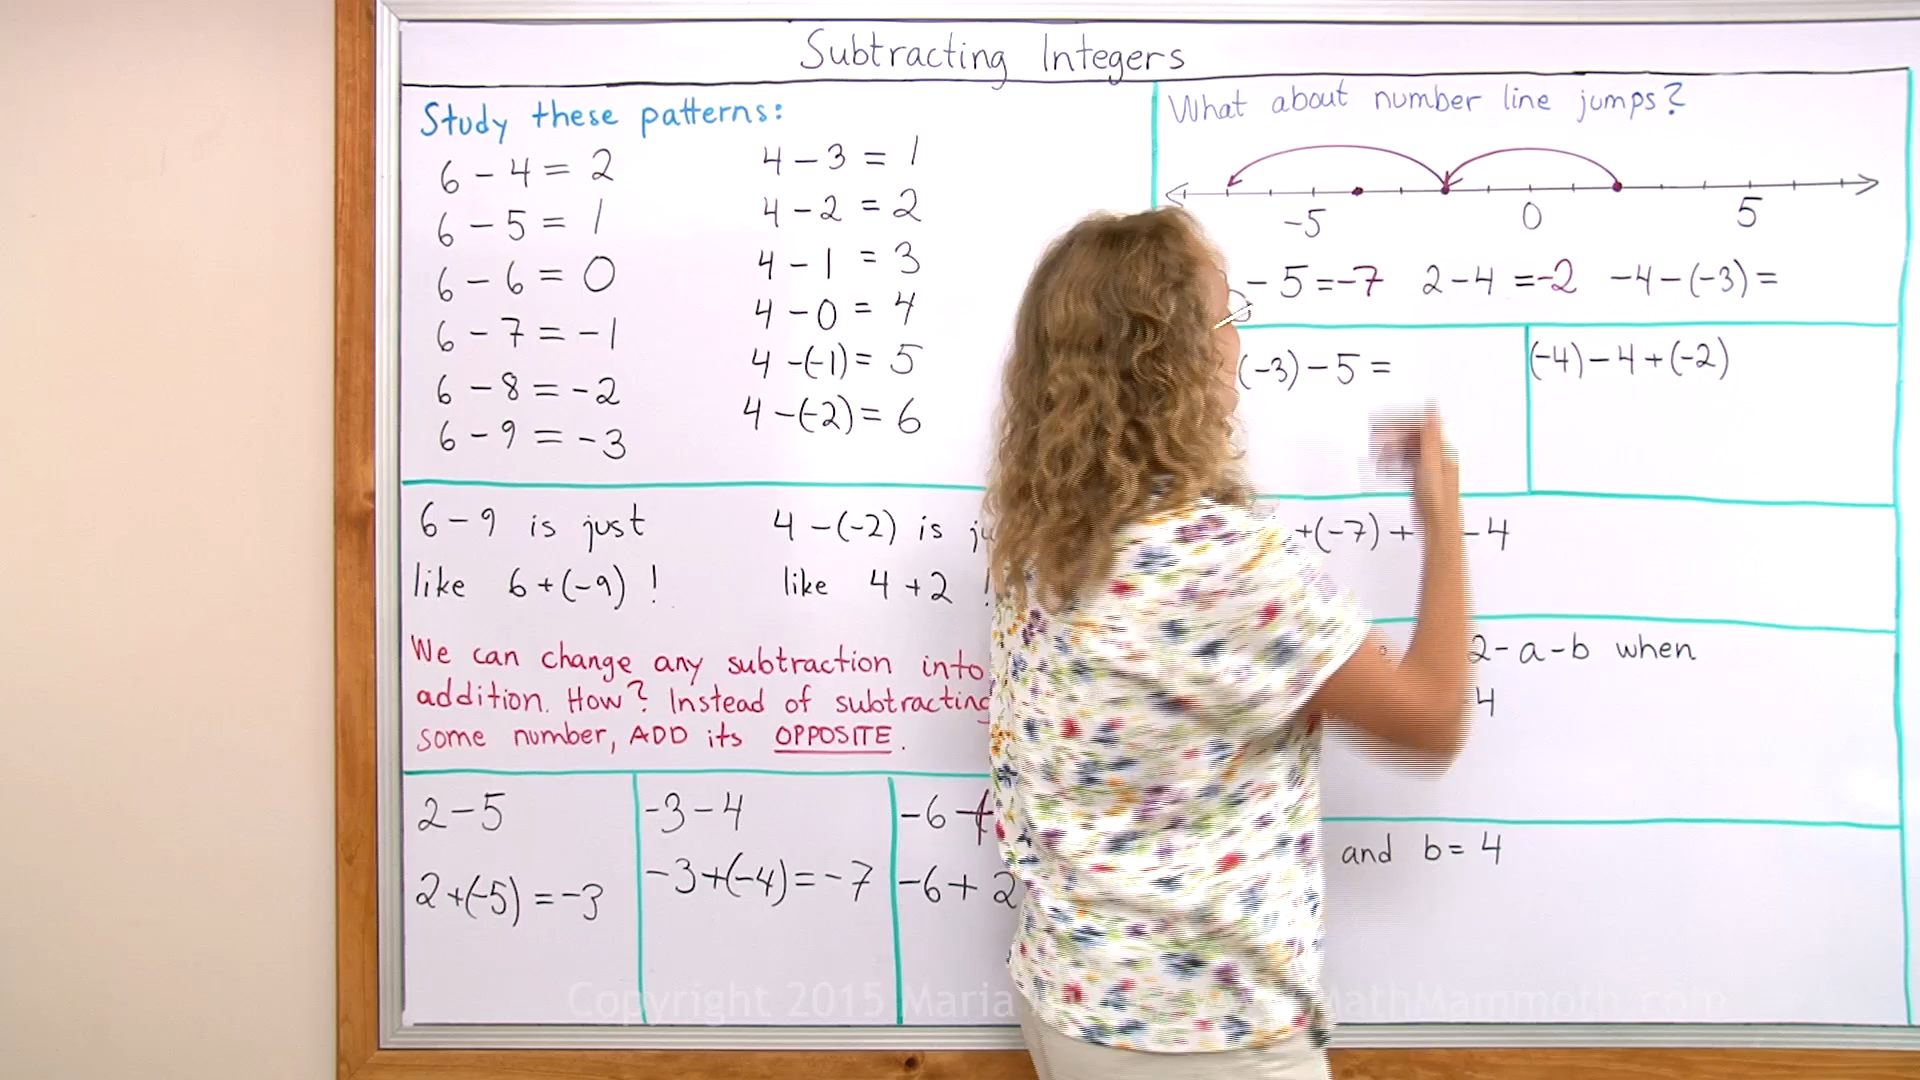 Subtracting Integers
Study these patterns:
6 - 4 = 2
6 - 5 = 1
6 - 6 = 0
6 - 7 = -1
6 - 8 = -2
6 - 9 = -3
4 - 3 = 1
4 - 2 = 2
4 - 1 = 3
4 - 0 = 4
4 -(-1)= 5
4 -(-2)= 6
6 - 9 is just
like 6+(-9) !
4 -(-2) is
like 4 +2 !
We can change any subtraction into
addition. How? Instead of subtracting
some number, ADD its OPPOSITE.
2-5
2+(-5) = -3
-3-4
-3+(-4)= -7
-6
-6+ 2
What about number line jumps?
-5 0 5
- 5 =-7 2-4 =-2 -4-(-3)=
(-3)-5 =
(-4)-4+(-2)
+(-7)+ -4
2-a-b when
4
and b= 4
Copyright 2015 Maria MathMammoth.com